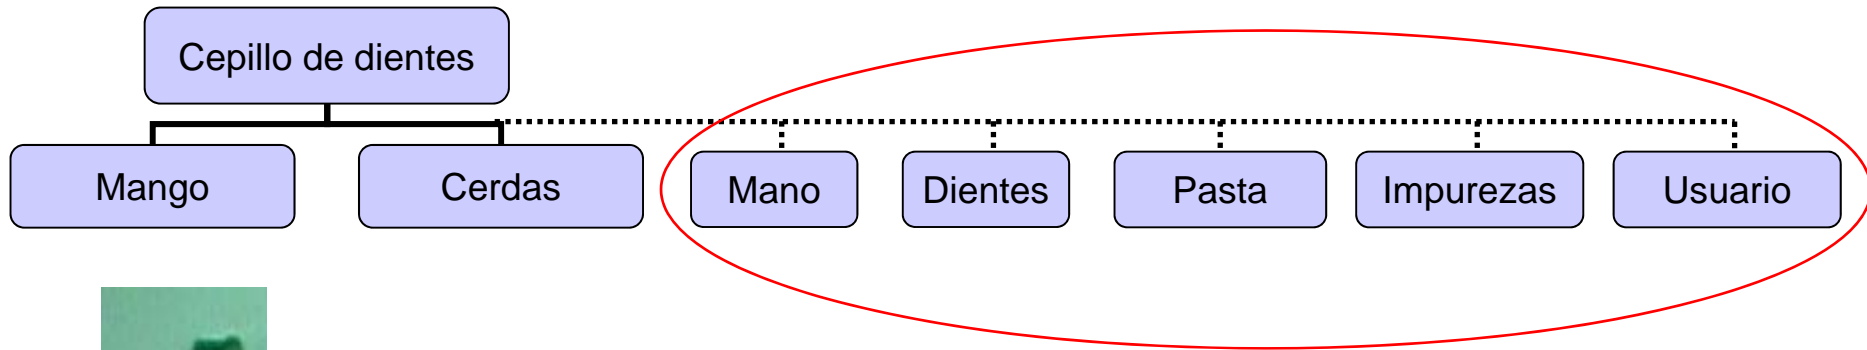 Cepillo de dientes
Mango
Cerdas
Mano
Dientes
Pasta
Impurezas
Usuario